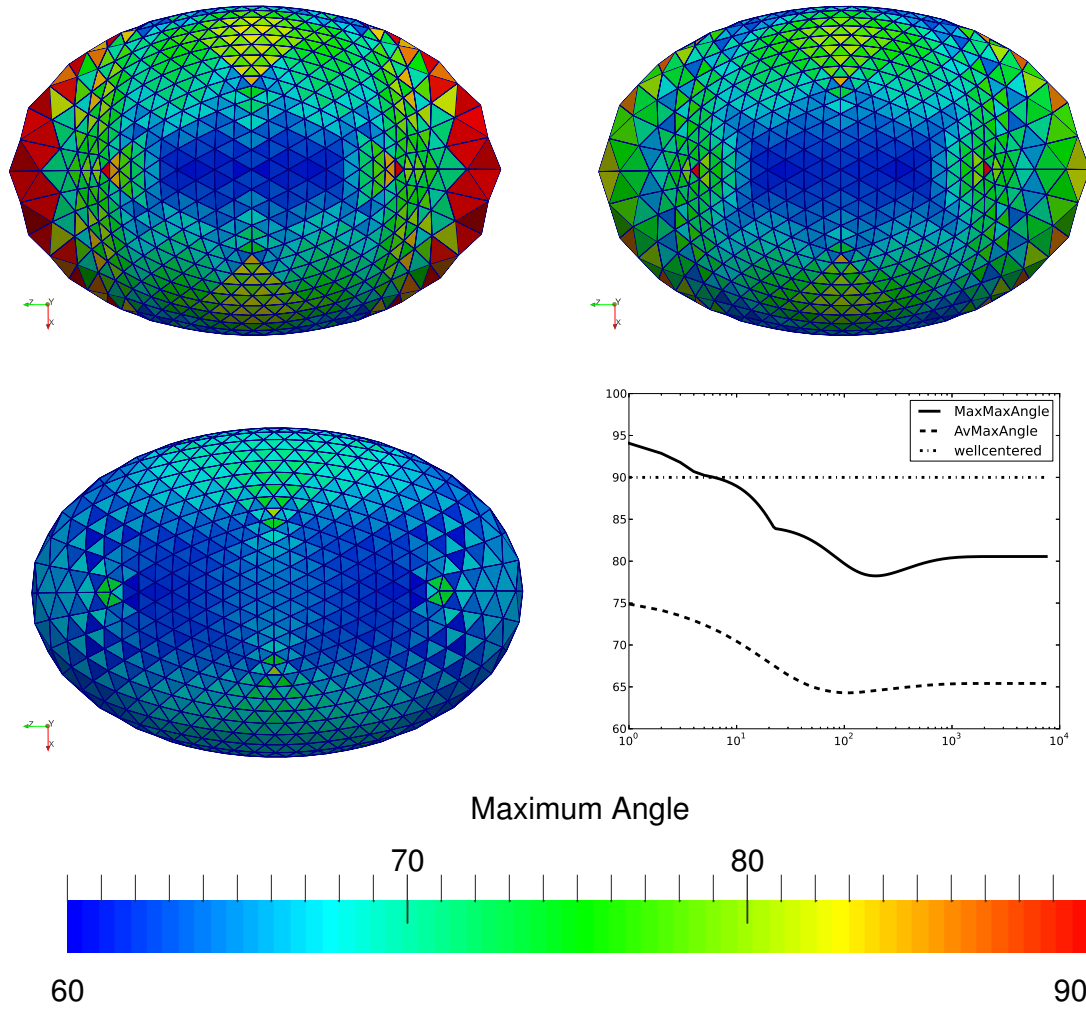 Z
Y
X
Z
Y
X
Z
Y
X
100
95
90
85
80
75
70
65
60
10⁰
10¹
10²
10³
10⁴
MaxMaxAngle
AvMaxAngle
wellcentered
Maximum Angle
70
80
60
90